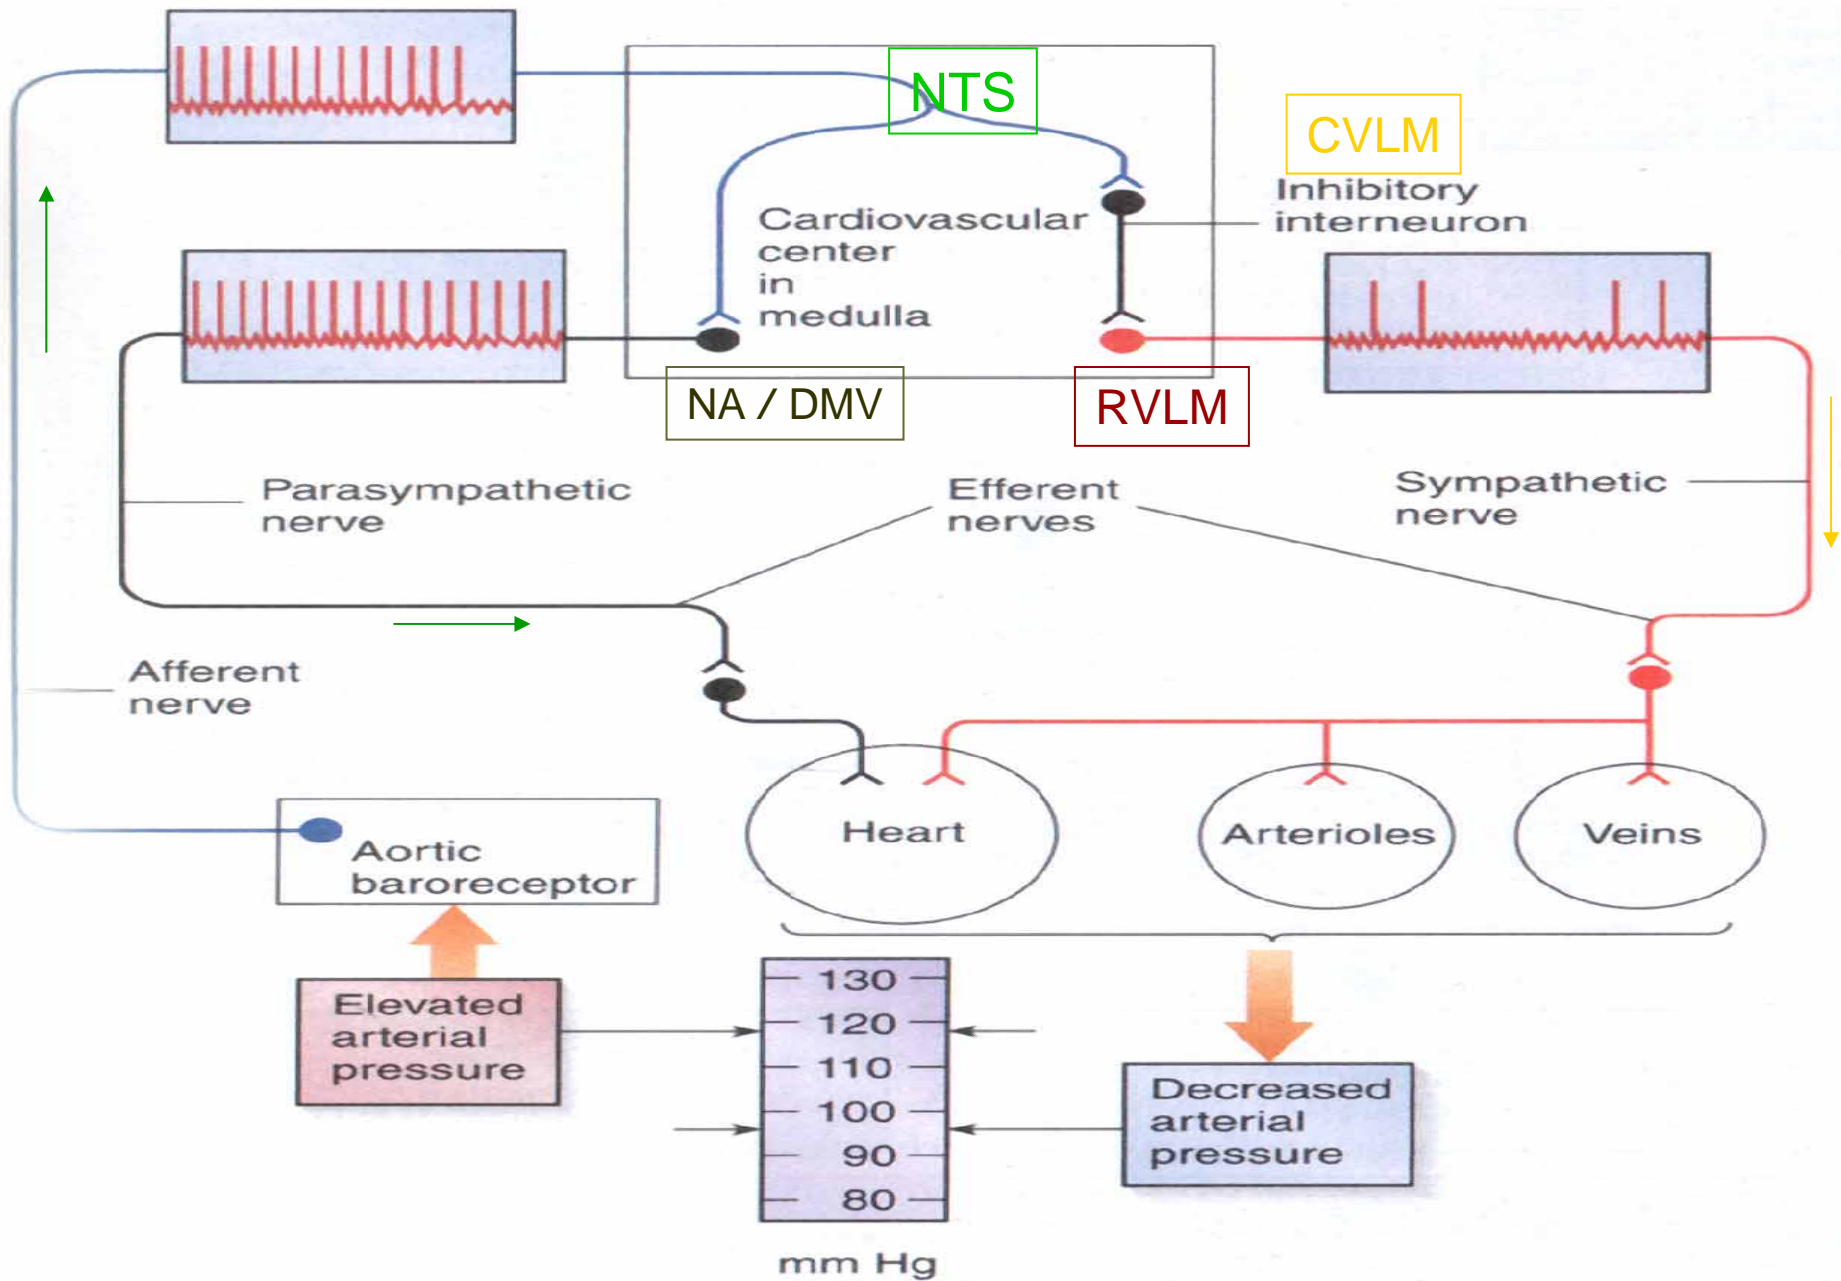 NTS
CVLM
Inhibitory
interneuron
Cardiovascular
center
in
medulla
NA / DMV
RVLM
Parasympathetic
nerve
Efferent
nerves
Sympathetic
nerve
Afferent
nerve
Aortic
baroreceptor
Heart
Arterioles
Veins
Elevated
arterial
pressure
130
120
110
100
90
80
mm Hg
Decreased
arterial
pressure